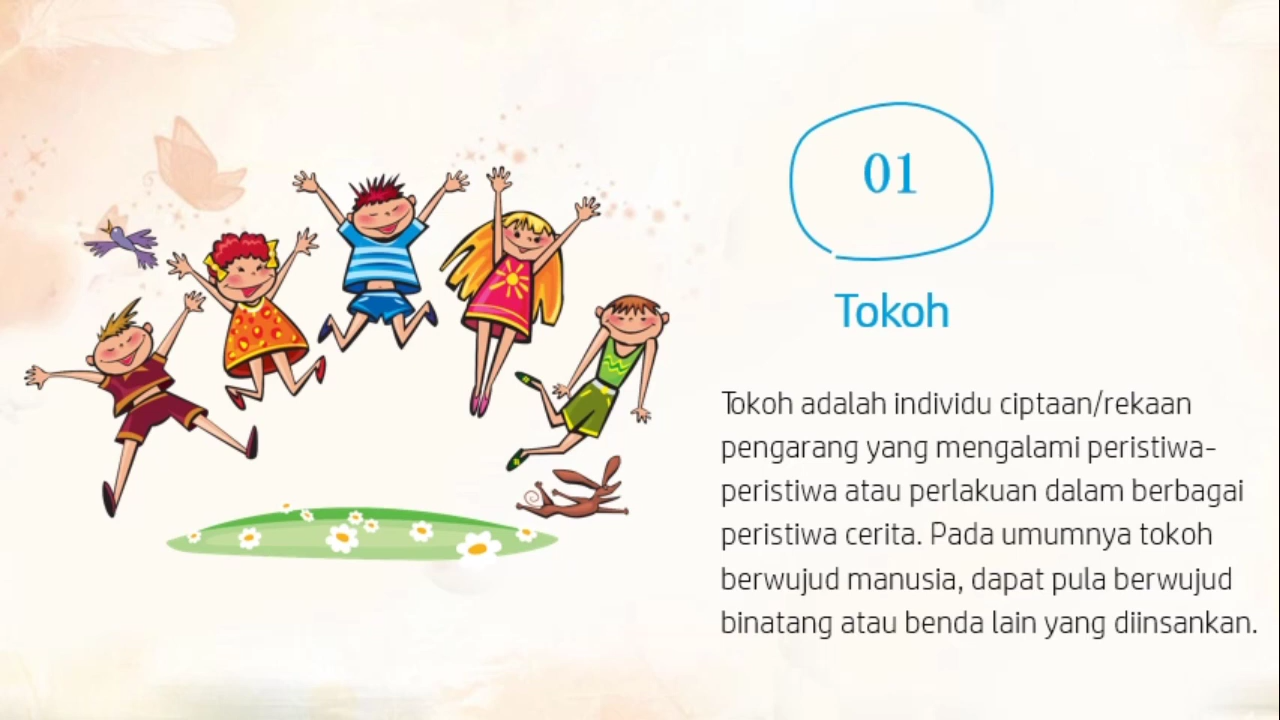 01
Tokoh
Tokoh adalah individu ciptaan/rekaan
pengarang yang mengalami peristiwa-
peristiwa atau perlakuan dalam berbagai
peristiwa cerita. Pada umumnya tokoh
berwujud manusia, dapat pula berwujud
binatang atau benda lain yang diinsankan.